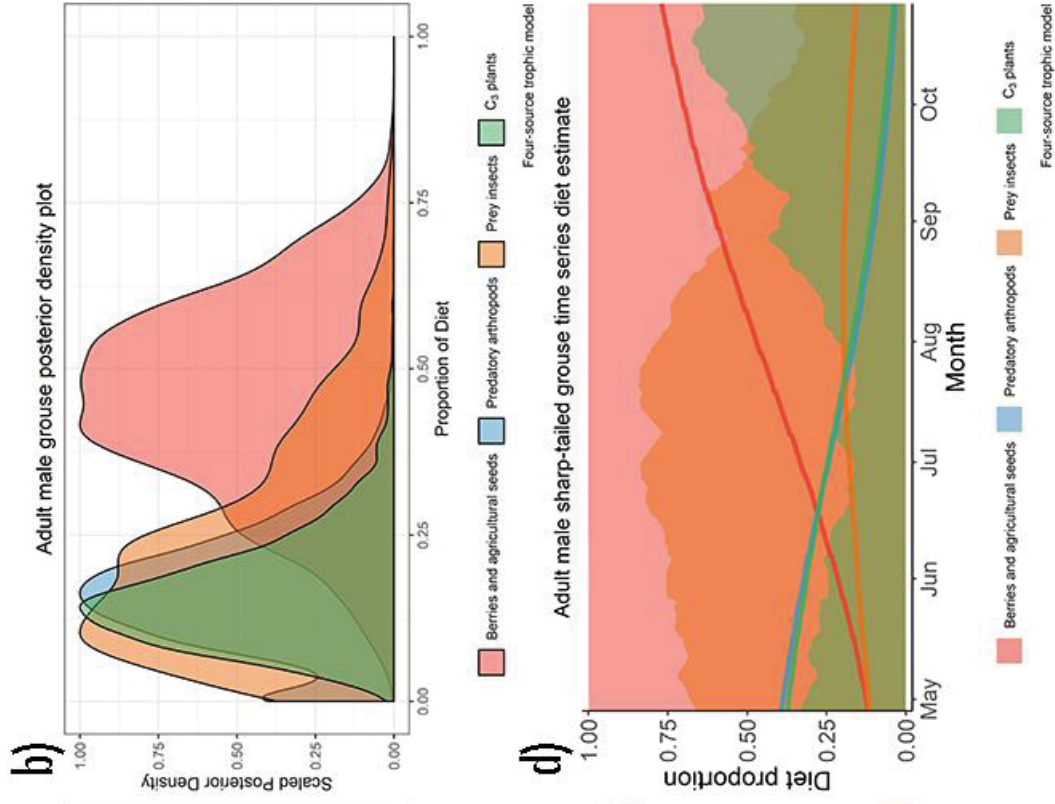 b)
Adult male grouse posterior density plot
Scaled Posterior Density
1.00
0.75
0.50
0.25
0.00
0.00
0.25
0.50
0.75
1.00
Proportion of Diet
Berries and agricultural seeds
Predatory arthropods
Prey insects
C₃ plants
Four-source trophic model
d)
Adult male sharp-tailed grouse time series diet estimate
Diet proportion
1.00
0.75
0.50
0.25
0.00
May
Jun
Jul
Aug
Sep
Oct
Month
Berries and agricultural seeds
Predatory arthropods
Prey insects
C₃ plants
Four-source trophic model